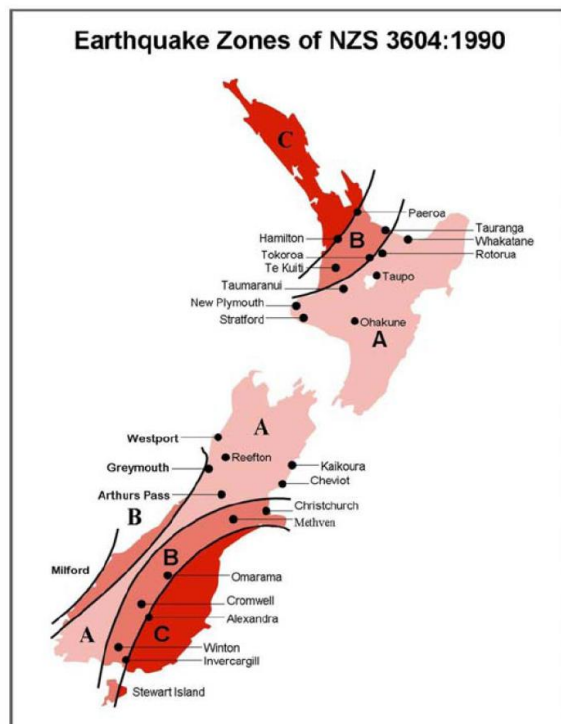 Earthquake Zones of NZS 3604:1990
C
Paeroa
Tauranga
Hamilton
B
Whakatane
Tokoroa
Rotorua
Te Kuiti
Taupo
Taumaranui
New Plymouth
Stratford
Ohakune
A
A
Westport
Reefton
Greymouth
Kaikoura
Cheviot
Arthurs Pass
Christchurch
B
Methven
B
Milford
Omarama
Cromwell
Alexandra
A
C
Winton
Invercargill
Stewart Island